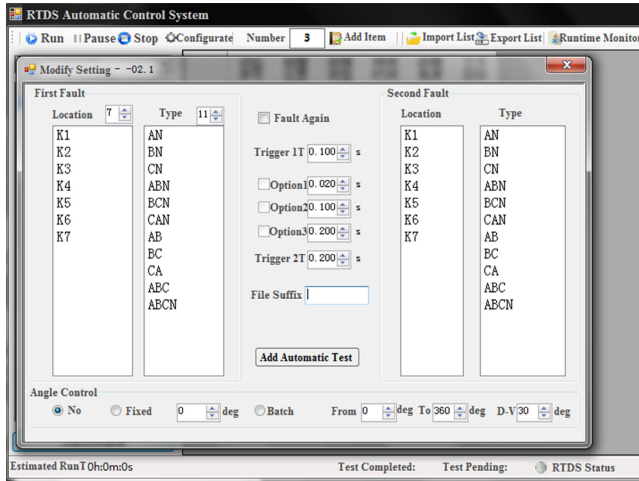 RTDS Automatic Control System
Run Pause Stop Configurate Number 3 Add Item Import List Export List Runtime Monitor
Modify Setting - -02.1
First Fault Second Fault
Location 7 Type 11 Fault Again Location Type
K1 AN K1 AN
K2 BN Trigger 1T 0.100 s K2 BN
K3 CN K3 CN
K4 ABN Option1 0.020 s K4 ABN
K5 BCN Option2 0.100 s K5 BCN
K6 CAN K6 CAN
K7 AB Option3 0.200 s K7 AB
BC Trigger 2T 0.200 s BC
CA CA
ABC File Suffix ABC
ABCN ABCN
Add Automatic Test
Angle Control
No Fixed 0 deg Batch From 0 deg To 360 deg D-V 30 deg
Estimated RunT 0h:0m:0s Test Completed: Test Pending: RTDS Status